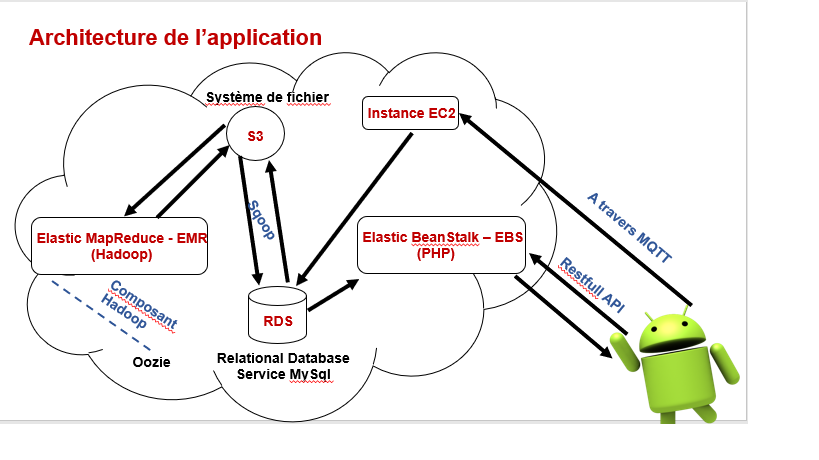 Architecture de l'application
Système de fichier
S3
Instance EC2
A travers MQTT
Sqoop
Elastic MapReduce - EMR
(Hadoop)
Elastic BeanStalk – EBS
(PHP)
Restfull API
Composant
Hadoop
RDS
Oozie
Relational Database
Service MySql